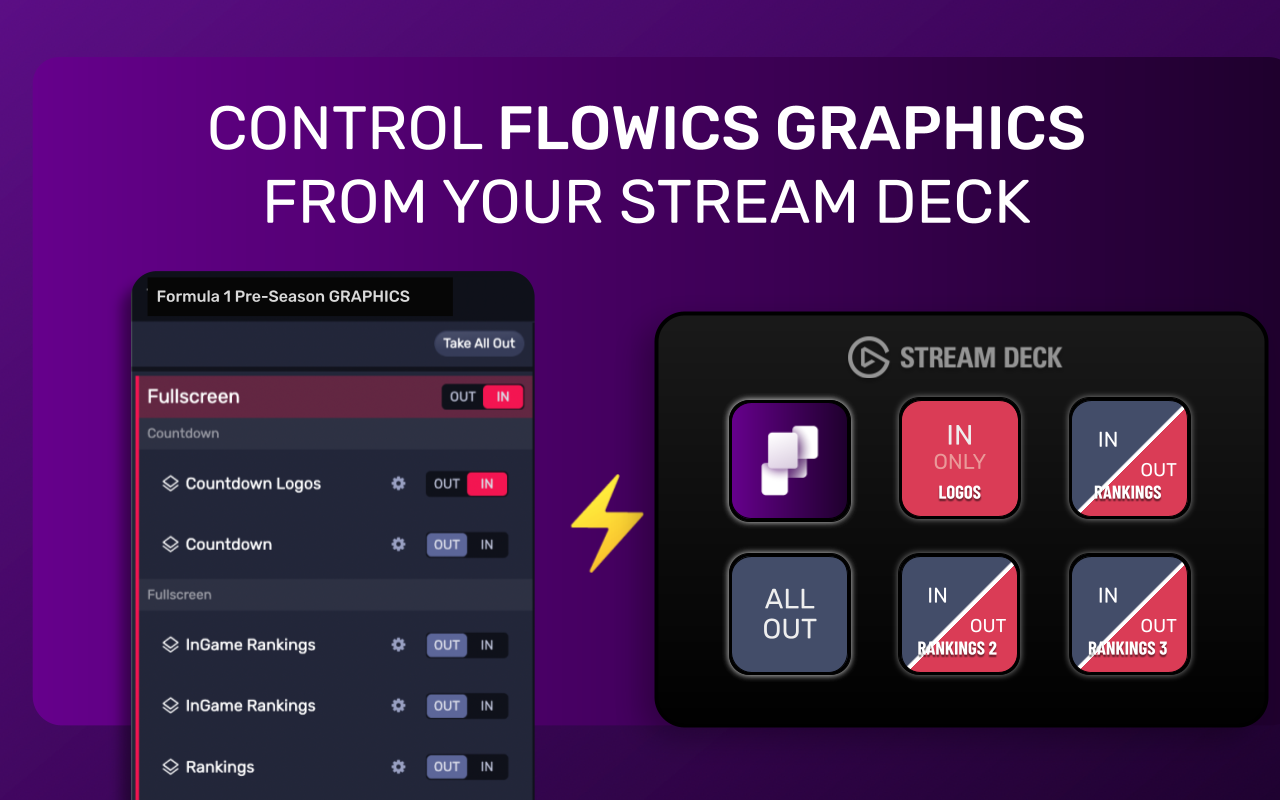 CONTROL FLOWICS GRAPHICS
FROM YOUR STREAM DECK
Formula 1 Pre-Season GRAPHICS
Take All Out
Fullscreen OUT IN
Countdown
Countdown Logos OUT IN
Countdown OUT IN
Fullscreen
InGame Rankings OUT IN
InGame Rankings OUT IN
Rankings OUT IN
STREAM DECK
IN
ONLY
LOGOS
IN
OUT
RANKINGS
ALL
OUT
IN
OUT
RANKINGS 2
IN
OUT
RANKINGS 3